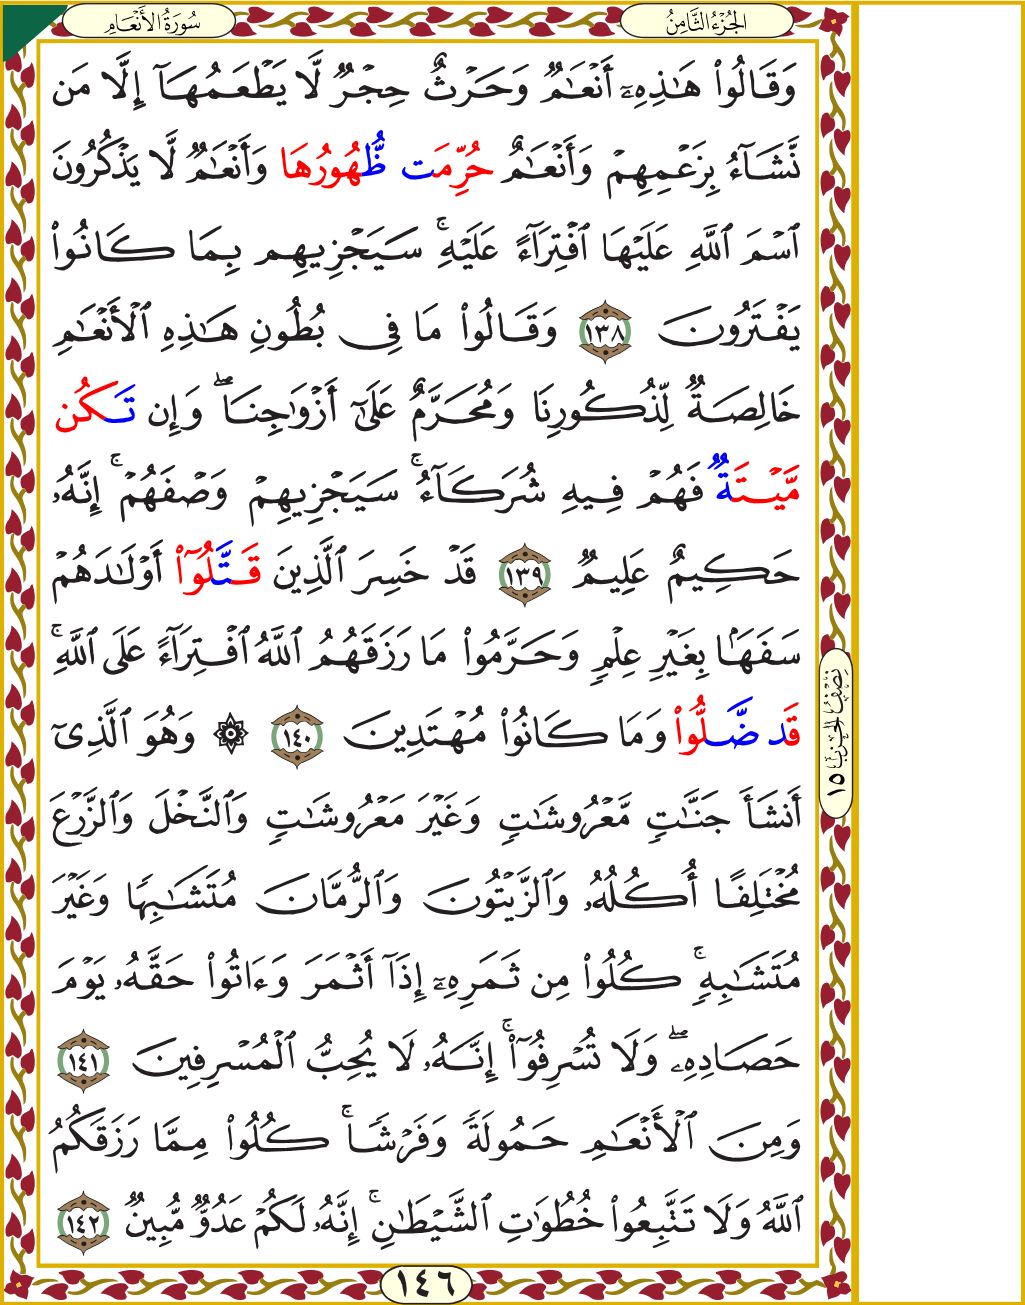 الجُزْءُ الثَّامِنُ
سُورَةُ الأَنْعَامِ
وَقَالُوا۟ هَـٰذِهِۦٓ أَنْعَـٰمٌ وَحَرْثٌ حِجْرٌ لَّا يَطْعَمُهَآ إِلَّا مَن
نَّشَآءُ بِزَعْمِهِمْ وَأَنْعَـٰمٌ حُرِّمَت ظُّهُورُهَا وَأَنْعَـٰمٌ لَّا يَذْكُرُونَ
ٱسْمَ ٱللَّهِ عَلَيْهَا ٱفْتِرَآءً عَلَيْهِ ۚ سَيَجْزِيهِم بِمَا كَانُوا۟
يَفْتَرُونَ ١٣٨ وَقَالُوا۟ مَا فِى بُطُونِ هَـٰذِهِ ٱلْأَنْعَـٰمِ
خَالِصَةٌ لِّذُكُورِنَا وَمُحَرَّمٌ عَلَىٰٓ أَزْوَٰجِنَا ۖ وَإِن تَكُن
مَّيْتَةٌ فَهُمْ فِيهِ شُرَكَآءُ ۚ سَيَجْزِيهِمْ وَصْفَهُمْ ۚ إِنَّهُۥ
حَكِيمٌ عَلِيمٌ ١٣٩ قَدْ خَسِرَ ٱلَّذِينَ قَتَّلُوٓا۟ أَوْلَـٰدَهُمْ
سَفَهًۢا بِغَيْرِ عِلْمٍ وَحَرَّمُوا۟ مَا رَزَقَهُمُ ٱللَّهُ ٱفْتِرَآءً عَلَى ٱللَّهِ ۚ
قَد ضَّلُّوا۟ وَمَا كَانُوا۟ مُهْتَدِينَ ١٤٠ ۞ وَهُوَ ٱلَّذِىٓ
أَنشَأَ جَنَّـٰتٍ مَّعْرُوشَـٰتٍ وَغَيْرَ مَعْرُوشَـٰتٍ وَٱلنَّخْلَ وَٱلزَّرْعَ
مُخْتَلِفًا أُكُلُهُۥ وَٱلزَّيْتُونَ وَٱلرُّمَّانَ مُتَشَـٰبِهًا وَغَيْرَ
مُتَشَـٰبِهٍ ۚ كُلُوا۟ مِن ثَمَرِهِۦٓ إِذَآ أَثْمَرَ وَءَاتُوا۟ حَقَّهُۥ يَوْمَ
حَصَادِهِۦ ۖ وَلَا تُسْرِفُوٓا۟ ۚ إِنَّهُۥ لَا يُحِبُّ ٱلْمُسْرِفِينَ ١٤١
وَمِنَ ٱلْأَنْعَـٰمِ حَمُولَةً وَفَرْشًا ۚ كُلُوا۟ مِمَّا رَزَقَكُمُ
ٱللَّهُ وَلَا تَتَّبِعُوا۟ خُطُوَٰتِ ٱلشَّيْطَـٰنِ ۚ إِنَّهُۥ لَكُمْ عَدُوٌّ مُّبِينٌ ١٤٢
نِصْفُ الحِزْبِ ١٥
١٤٦